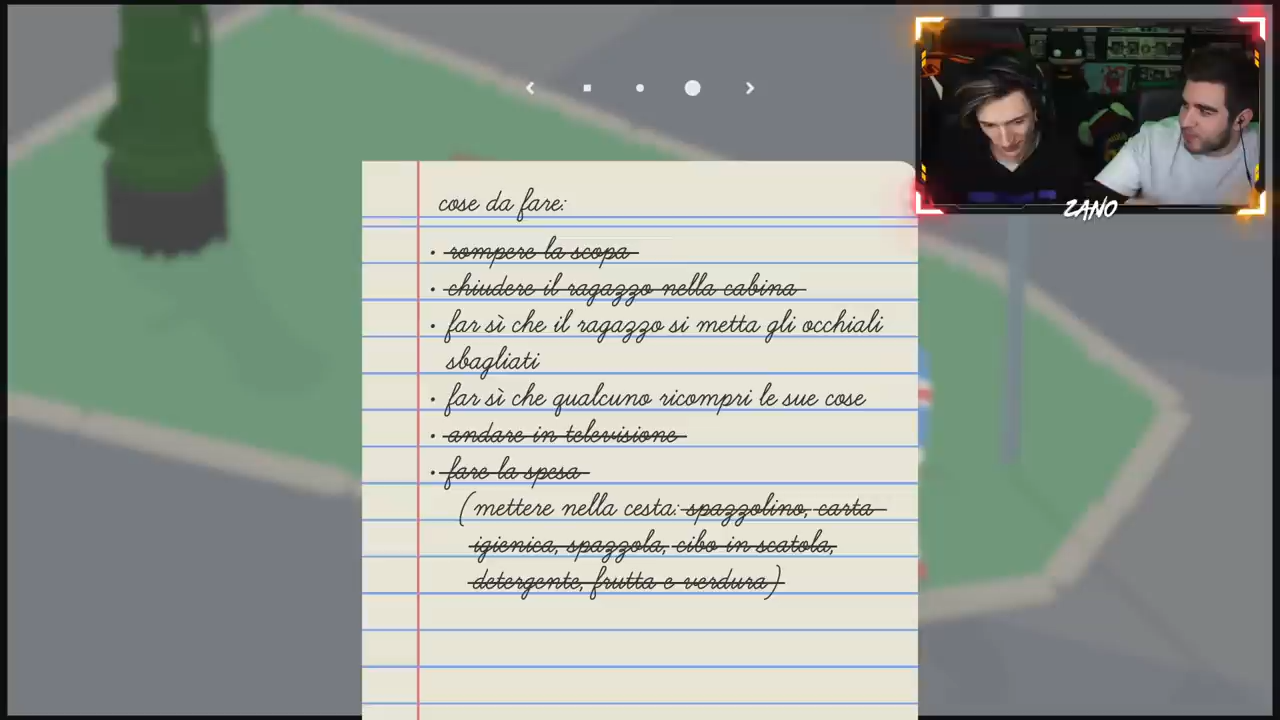 ZANO
cose da fare:
• rompere la scopa
• chiudere il ragazzo nella cabina
• far sì che il ragazzo si metta gli occhiali
sbagliati
• far sì che qualcuno ricompri le sue cose
• andare in televisione
• fare la spesa
(mettere nella cesta: spazzolino, carta
igienica, spazzola, cibo in scatola,
detergente, frutta e verdura)